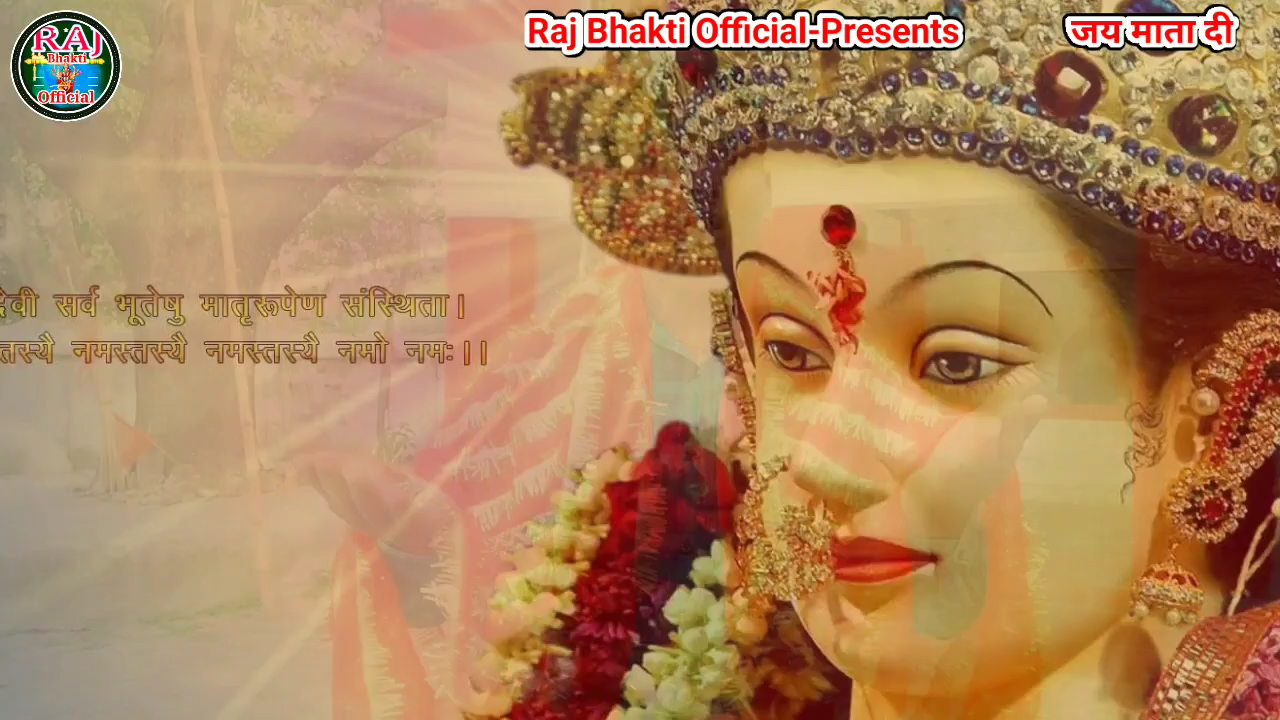 RAJ
Bhakti
Official
Raj Bhakti Official-Presents
जय माता दी
देवी सर्व भूतेषु मातृरूपेण संस्थिता।
तस्यै नमस्तस्यै नमस्तस्यै नमो नमः।।